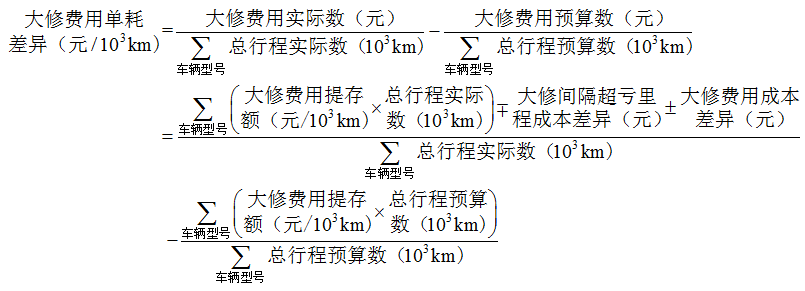 大修费用单耗差异（元/10³km）=大修费用实际数（元）/∑车辆型号 总行程实际数（10³km）-大修费用预算数（元）/∑车辆型号 总行程预算数（10³km）
=∑车辆型号(大修费用提存额（元/10³km）×总行程实际数（10³km）)∓大修间隔超亏里程成本差异（元）±大修费用成本差异（元）/∑车辆型号 总行程实际数（10³km）
-∑车辆型号(大修费用提存额（元/10³km）×总行程预算数（10³km）)/∑车辆型号 总行程预算数（10³km）